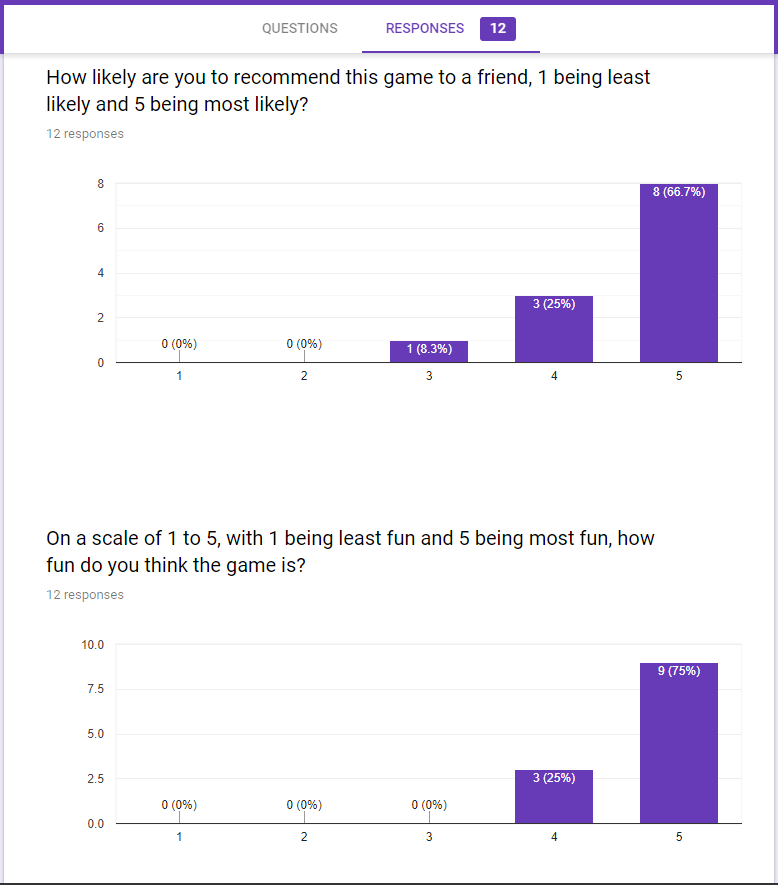 QUESTIONS RESPONSES 12
How likely are you to recommend this game to a friend, 1 being least
likely and 5 being most likely?
12 responses
8
6
4
2
0
0 (0%) 0 (0%) 1 (8.3%) 3 (25%) 8 (66.7%)
1 2 3 4 5
On a scale of 1 to 5, with 1 being least fun and 5 being most fun, how
fun do you think the game is?
12 responses
10.0
7.5
5.0
2.5
0.0
0 (0%) 0 (0%) 0 (0%) 3 (25%) 9 (75%)
1 2 3 4 5